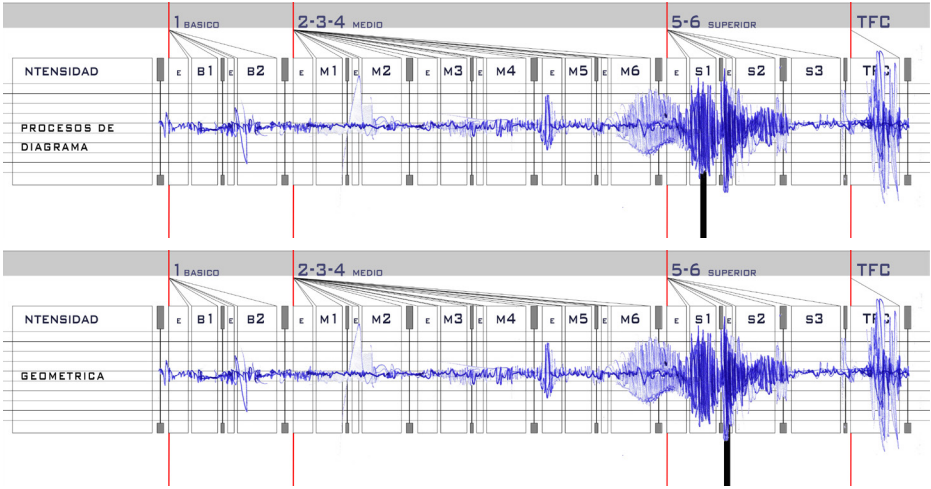 1 BASICO 2-3-4 MEDIO 5-6 SUPERIOR TFC
NTENSIDAD E B1 E B2 E M1 E M2 E M3 E M4 E M5 M6 E S1 E S2 S3 TFC
PROCESOS DE
DIAGRAMA
1 BASICO 2-3-4 MEDIO 5-6 SUPERIOR TFC
NTENSIDAD E B1 E B2 E M1 E M2 E M3 E M4 E M5 M6 E S1 E S2 S3 TFC
GEOMETRICA